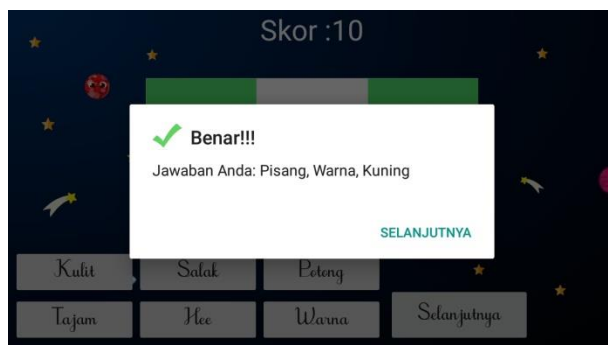 Skor :10
Benar!!!
Jawaban Anda: Pisang, Warna, Kuning
SELANJUTNYA
Kulit Salak Potong
Tajam Hee Warna Selanjutnya